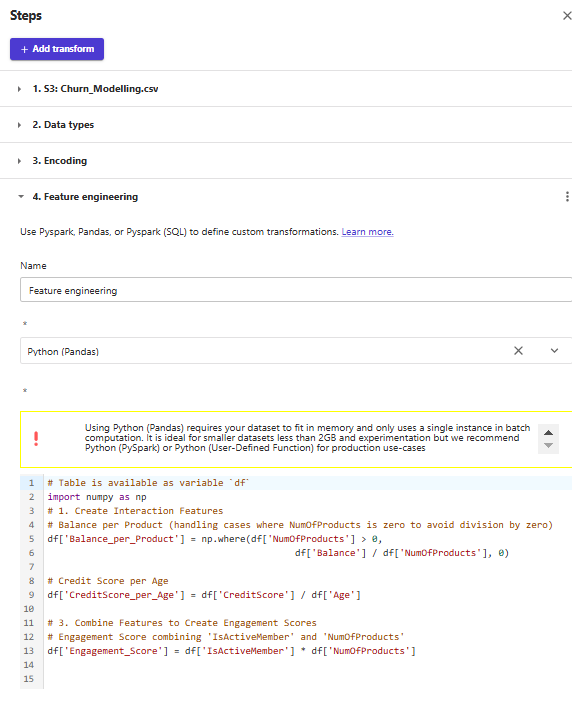 Steps
+ Add transform
1. S3: Churn_Modelling.csv
2. Data types
3. Encoding
4. Feature engineering
Use Pyspark, Pandas, or Pyspark (SQL) to define custom transformations. Learn more.
Name
Feature engineering
*
Python (Pandas)
*
Using Python (Pandas) requires your dataset to fit in memory and only uses a single instance in batch
computation. It is ideal for smaller datasets less than 2GB and experimentation but we recommend
Python (PySpark) or Python (User-Defined Function) for production use-cases
1 # Table is available as variable `df`
2 import numpy as np
3 # 1. Create Interaction Features
4 # Balance per Product (handling cases where NumOfProducts is zero to avoid division by zero)
5 df['Balance_per_Product'] = np.where(df['NumOfProducts'] > 0,
6 df['Balance'] / df['NumOfProducts'], 0)
7
8 # Credit Score per Age
9 df['CreditScore_per_Age'] = df['CreditScore'] / df['Age']
10
11 # 3. Combine Features to Create Engagement Scores
12 # Engagement Score combining 'IsActiveMember' and 'NumOfProducts'
13 df['Engagement_Score'] = df['IsActiveMember'] * df['NumOfProducts']
14
15